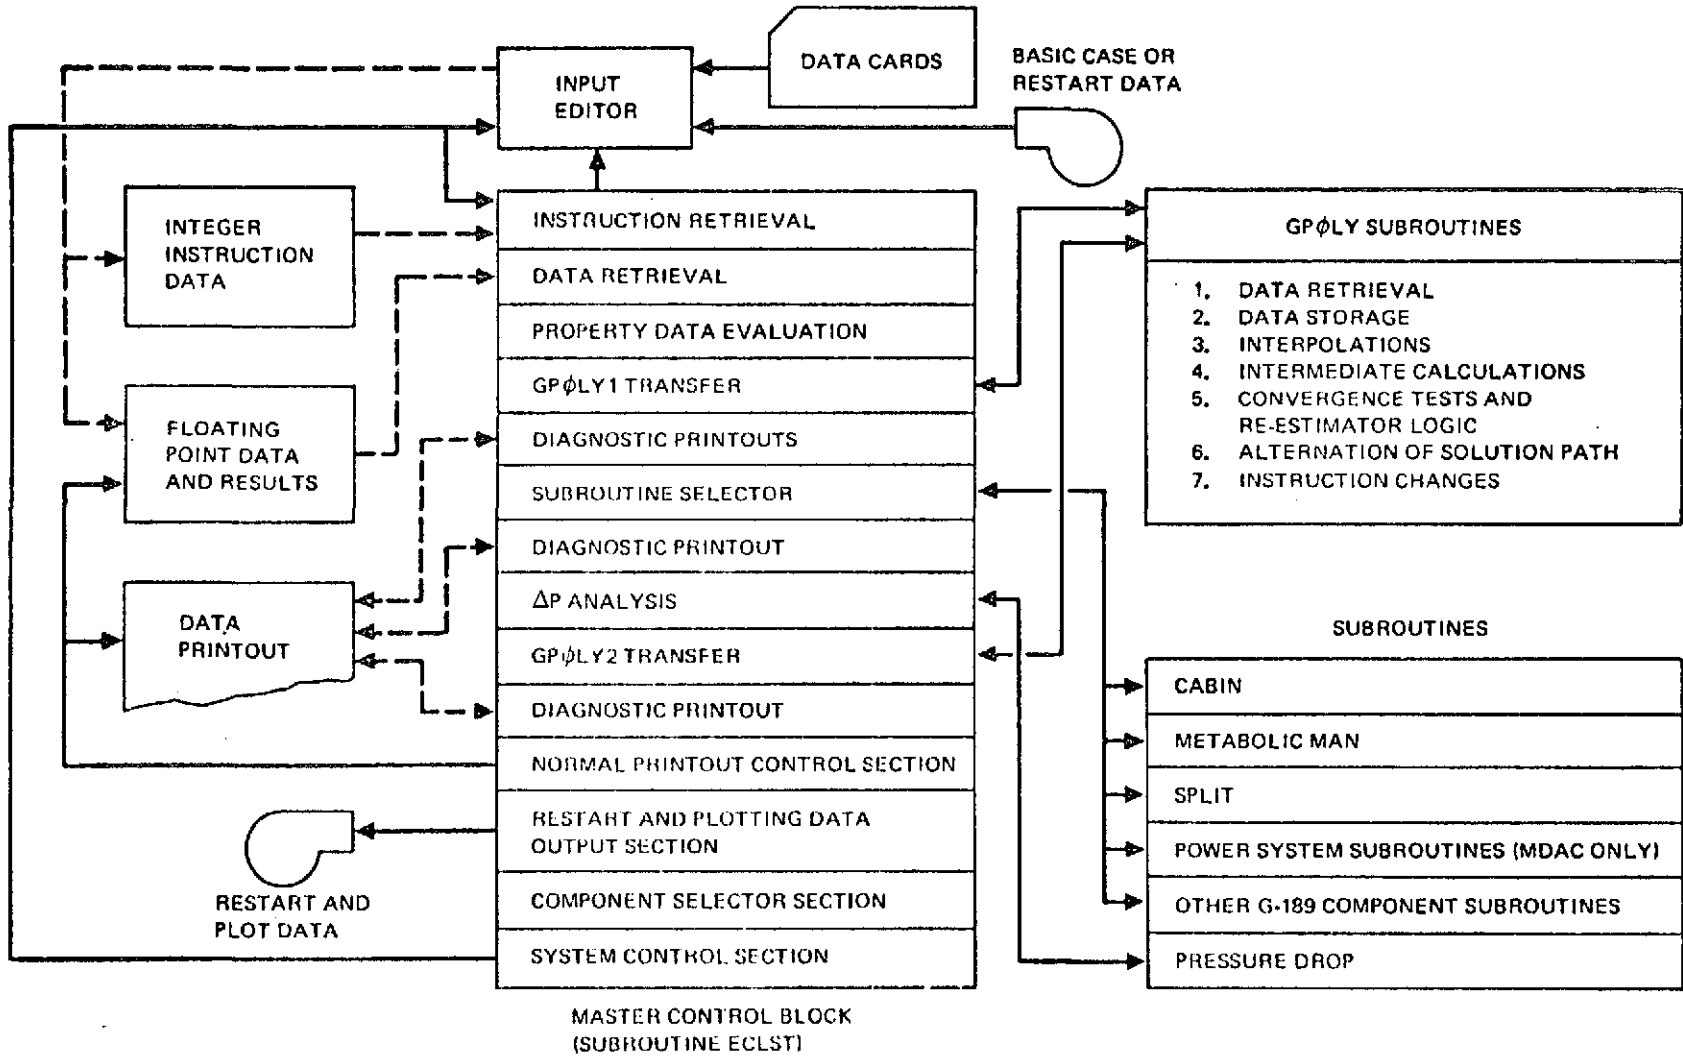 DATA CARDS
BASIC CASE OR
RESTART DATA
INPUT
EDITOR
INTEGER
INSTRUCTION
DATA
FLOATING
POINT DATA
AND RESULTS
DATA
PRINTOUT
RESTART AND
PLOT DATA
INSTRUCTION RETRIEVAL
DATA RETRIEVAL
PROPERTY DATA EVALUATION
GPϕLY1 TRANSFER
DIAGNOSTIC PRINTOUTS
SUBROUTINE SELECTOR
DIAGNOSTIC PRINTOUT
ΔP ANALYSIS
GPϕLY2 TRANSFER
DIAGNOSTIC PRINTOUT
NORMAL PRINTOUT CONTROL SECTION
RESTART AND PLOTTING DATA
OUTPUT SECTION
COMPONENT SELECTOR SECTION
SYSTEM CONTROL SECTION
MASTER CONTROL BLOCK
(SUBROUTINE ECLST)
GPϕLY SUBROUTINES
1. DATA RETRIEVAL
2. DATA STORAGE
3. INTERPOLATIONS
4. INTERMEDIATE CALCULATIONS
5. CONVERGENCE TESTS AND
RE-ESTIMATOR LOGIC
6. ALTERNATION OF SOLUTION PATH
7. INSTRUCTION CHANGES
SUBROUTINES
CABIN
METABOLIC MAN
SPLIT
POWER SYSTEM SUBROUTINES (MDAC ONLY)
OTHER G-189 COMPONENT SUBROUTINES
PRESSURE DROP